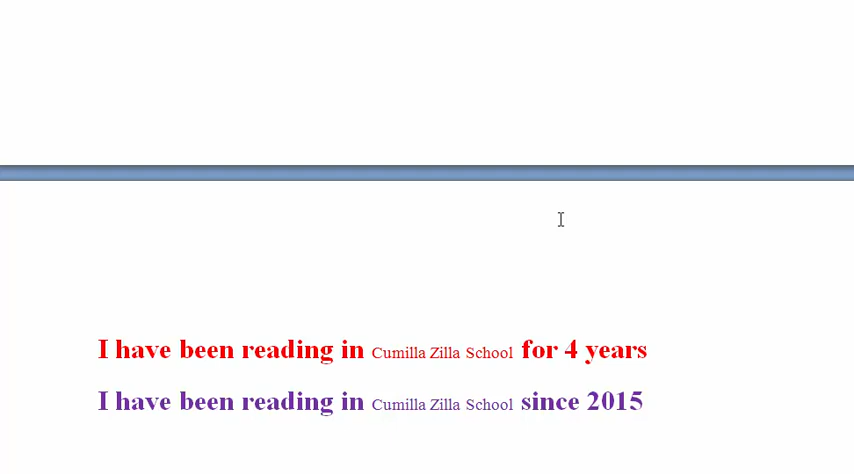 I have been reading in Cumilla Zilla School for 4 years
I have been reading in Cumilla Zilla School since 2015